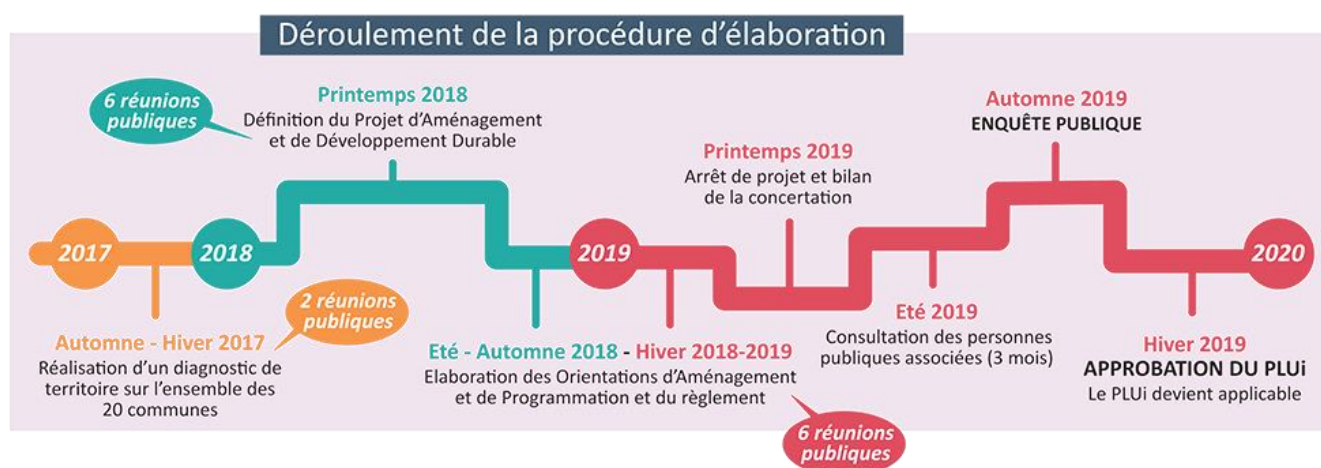 Déroulement de la procédure d'élaboration
6 réunions
publiques
Printemps 2018
Définition du Projet d'Aménagement
et de Développement Durable
Automne 2019
ENQUÊTE PUBLIQUE
Printemps 2019
Arrêt de projet et bilan
de la concertation
2017
2018
2019
2020
2 réunions
publiques
Automne - Hiver 2017
Réalisation d'un diagnostic de
territoire sur l'ensemble des
20 communes
Eté - Automne 2018 - Hiver 2018-2019
Elaboration des Orientations d'Aménagement
et de Programmation et du règlement
6 réunions
publiques
Eté 2019
Consultation des personnes
publiques associées (3 mois)
Hiver 2019
APPROBATION DU PLUi
Le PLUi devient applicable